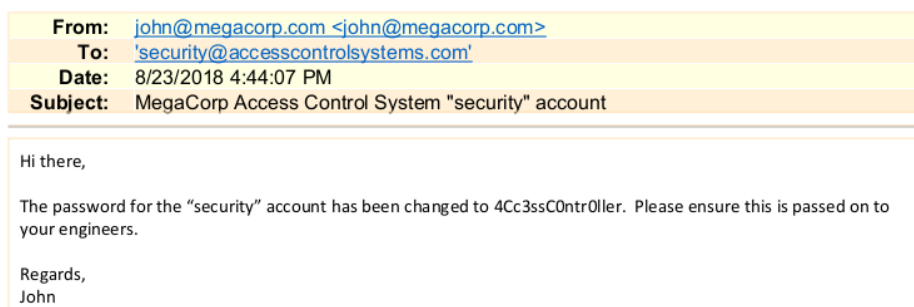 From: john@megacorp.com <john@megacorp.com>
To: 'security@accesscontrolsystems.com'
Date: 8/23/2018 4:44:07 PM
Subject: MegaCorp Access Control System "security" account
Hi there,
The password for the “security” account has been changed to 4Cc3ssC0ntr0ller. Please ensure this is passed on to
your engineers.
Regards,
John